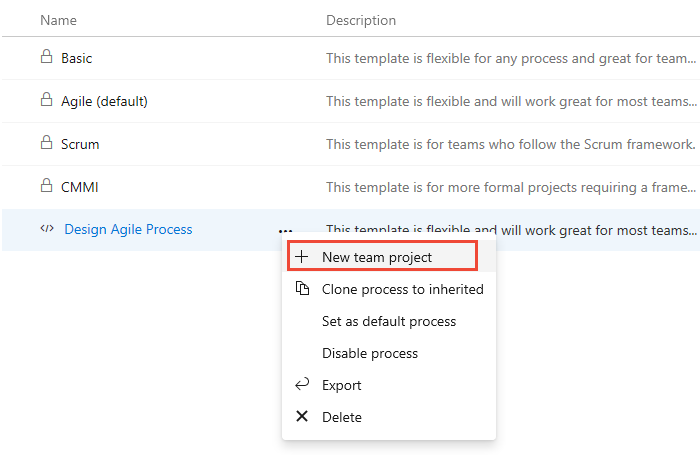 Name Description
Basic This template is flexible for any process and great for team...
Agile (default) This template is flexible and will work great for most teams...
Scrum This template is for teams who follow the Scrum framework.
CMMI This template is for more formal projects requiring a frame...
</> Design Agile Process ... This template is flexible and will work great for most teams...
New team project
Clone process to inherited
Set as default process
Disable process
Export
Delete